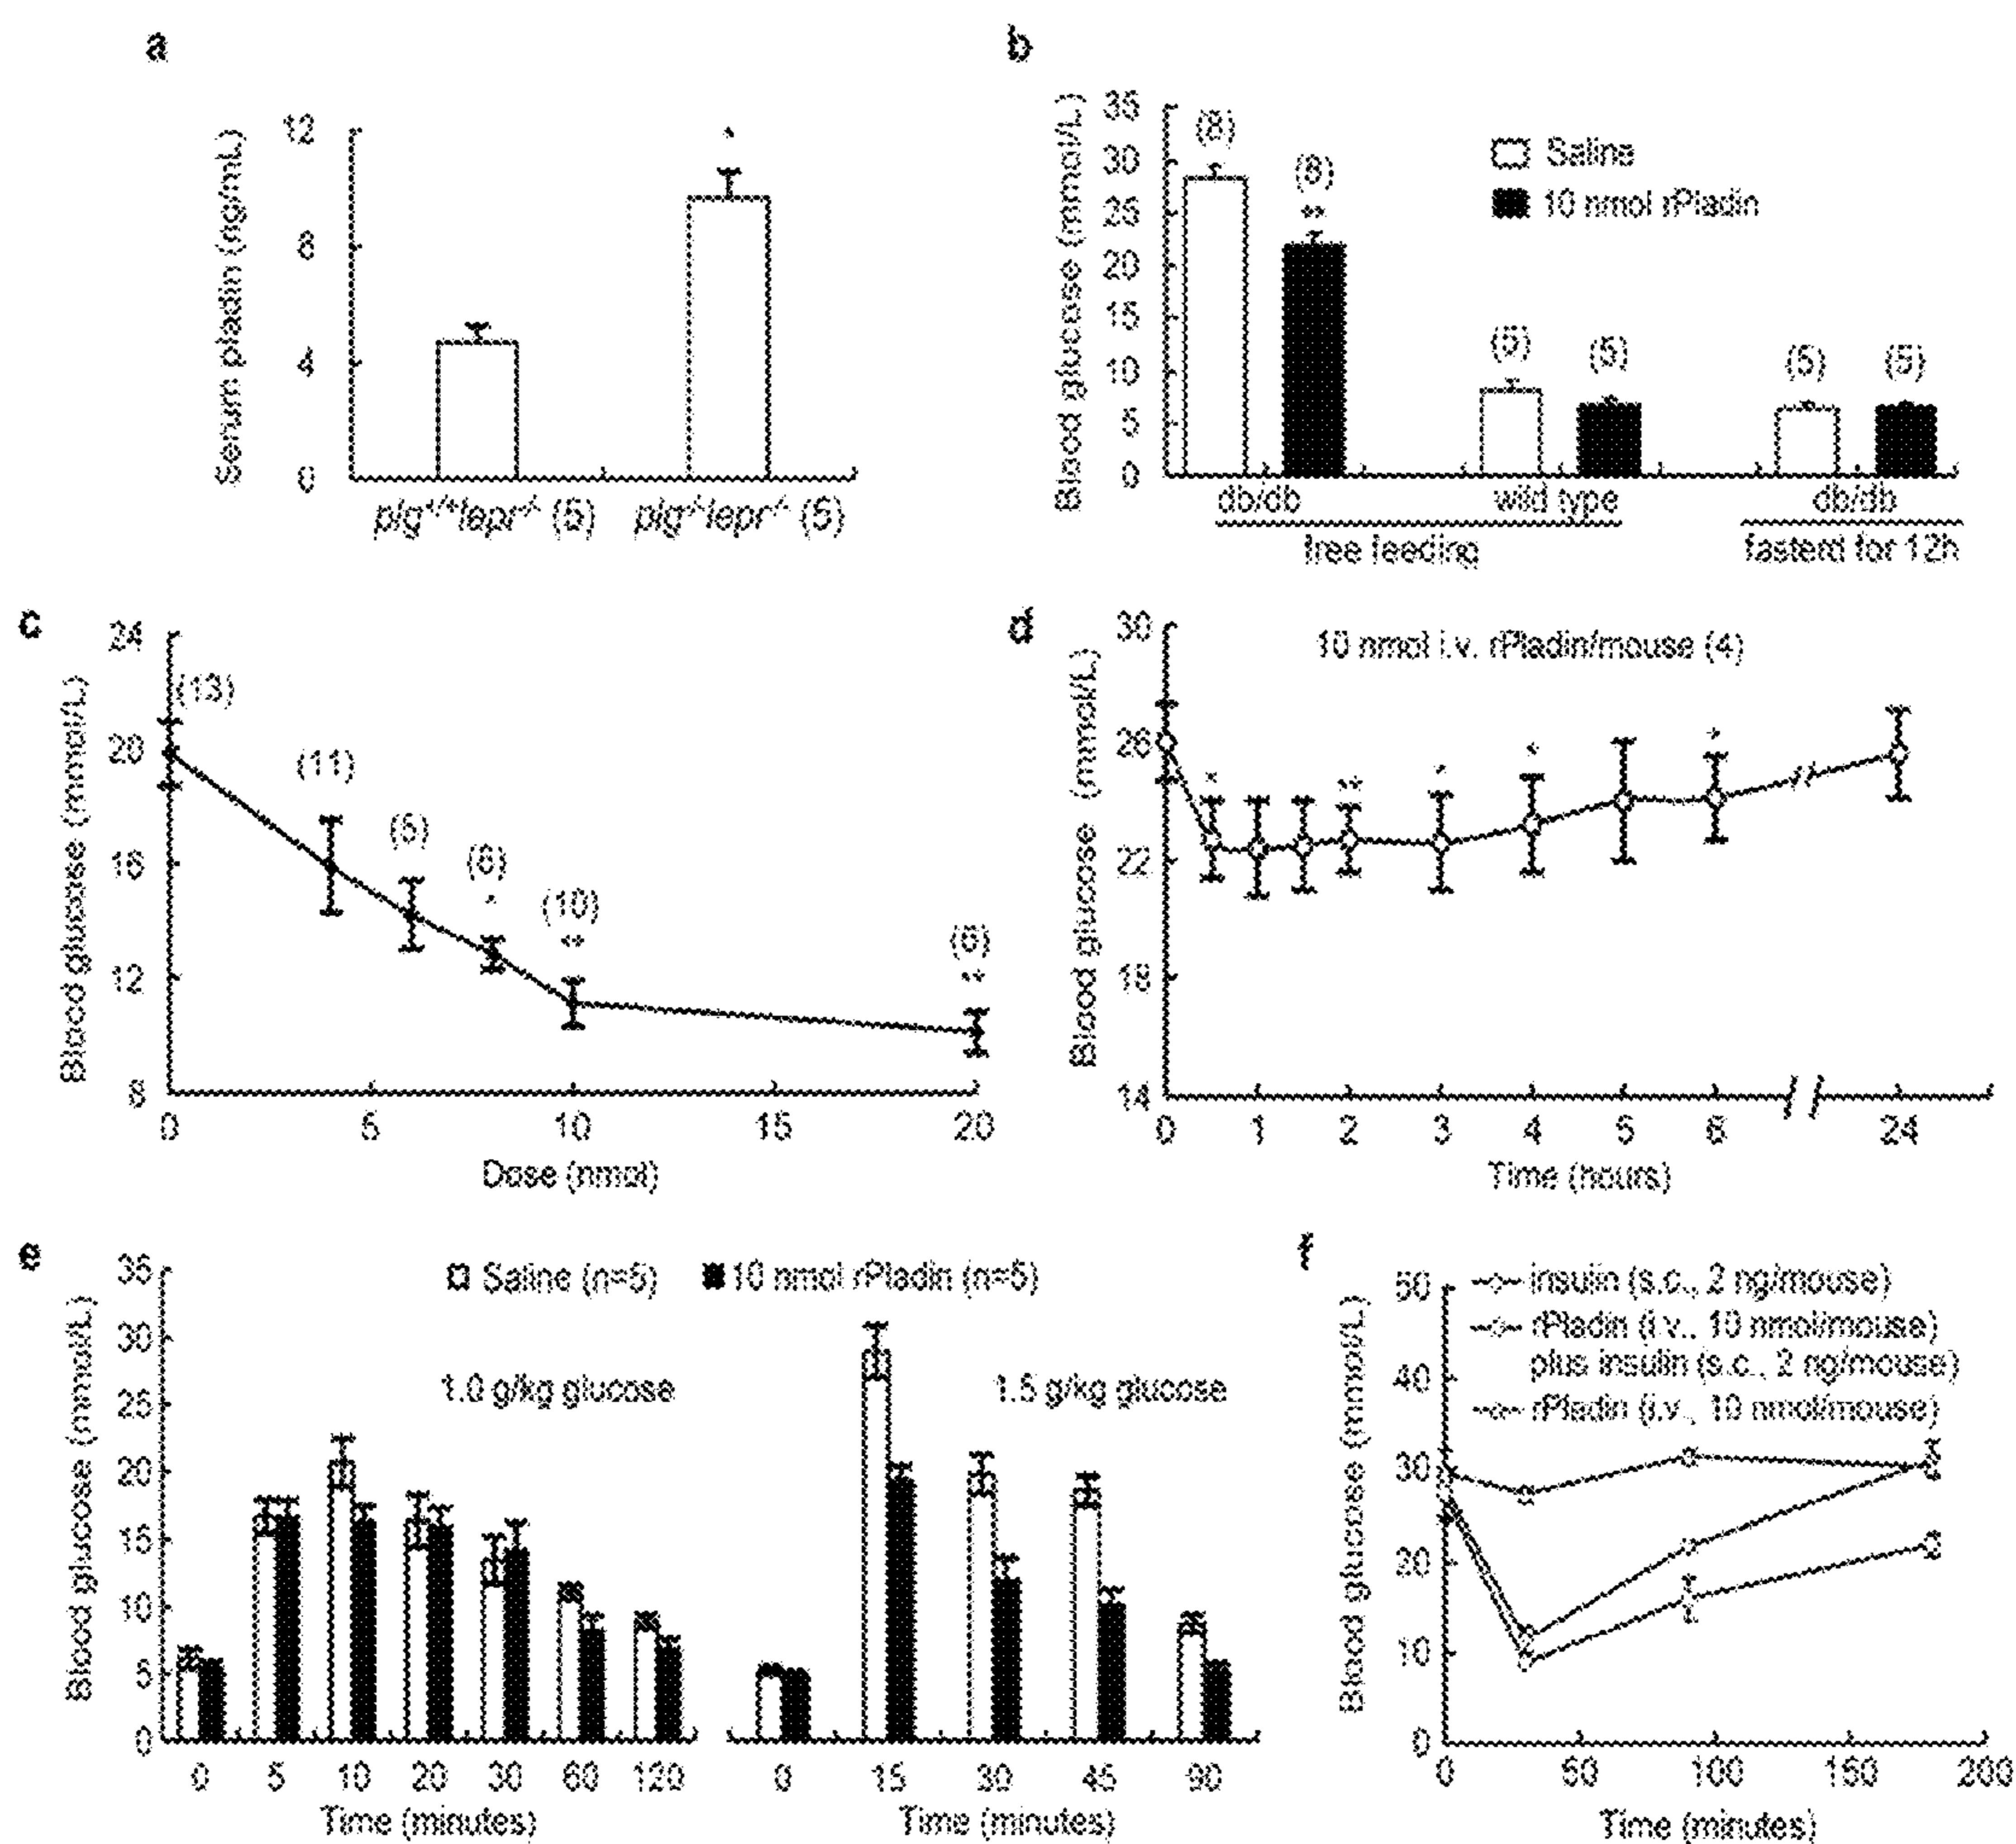 a
12
8
4
0
Serum pladin (ng/mL)
plg+/+lepr-/- (5)
plg-/-lepr-/- (5)
*
b
35
30
25
20
15
10
5
0
Blood glucose (mmol/L)
(8)
(8)
**
(5)
(5)
(5)
(5)
Saline
10 nmol rPladin
db/db
wild type
db/db
free feeding
fasterd for 12h
c
24
20
16
12
8
Blood glucose (mmol/L)
(13)
(11)
(5)
(6)
*
(10)
**
(6)
**
0
5
10
15
20
Dose (nmol)
d
30
26
22
18
14
Blood glucose (mmol/L)
10 nmol i.v. rPladin/mouse (4)
*
**
*
*
*
0
1
2
3
4
24
Time (hours)
e
35
30
25
20
15
10
5
0
Blood glucose (mmol/L)
Saline (n=5)
10 nmol rPladin (n=5)
1.0 g/kg glucose
1.5 g/kg glucose
0
5
10
20
30
60
120
Time (minutes)
0
15
30
45
90
Time (minutes)
f
50
40
30
20
10
0
Blood glucose (mmol/L)
insulin (s.c., 2 ng/mouse)
rPladin (i.v., 10 nmol/mouse)
plus insulin (s.c., 2 ng/mouse)
rPladin (i.v., 10 nmol/mouse)
0
50
100
150
200
Time (minutes)